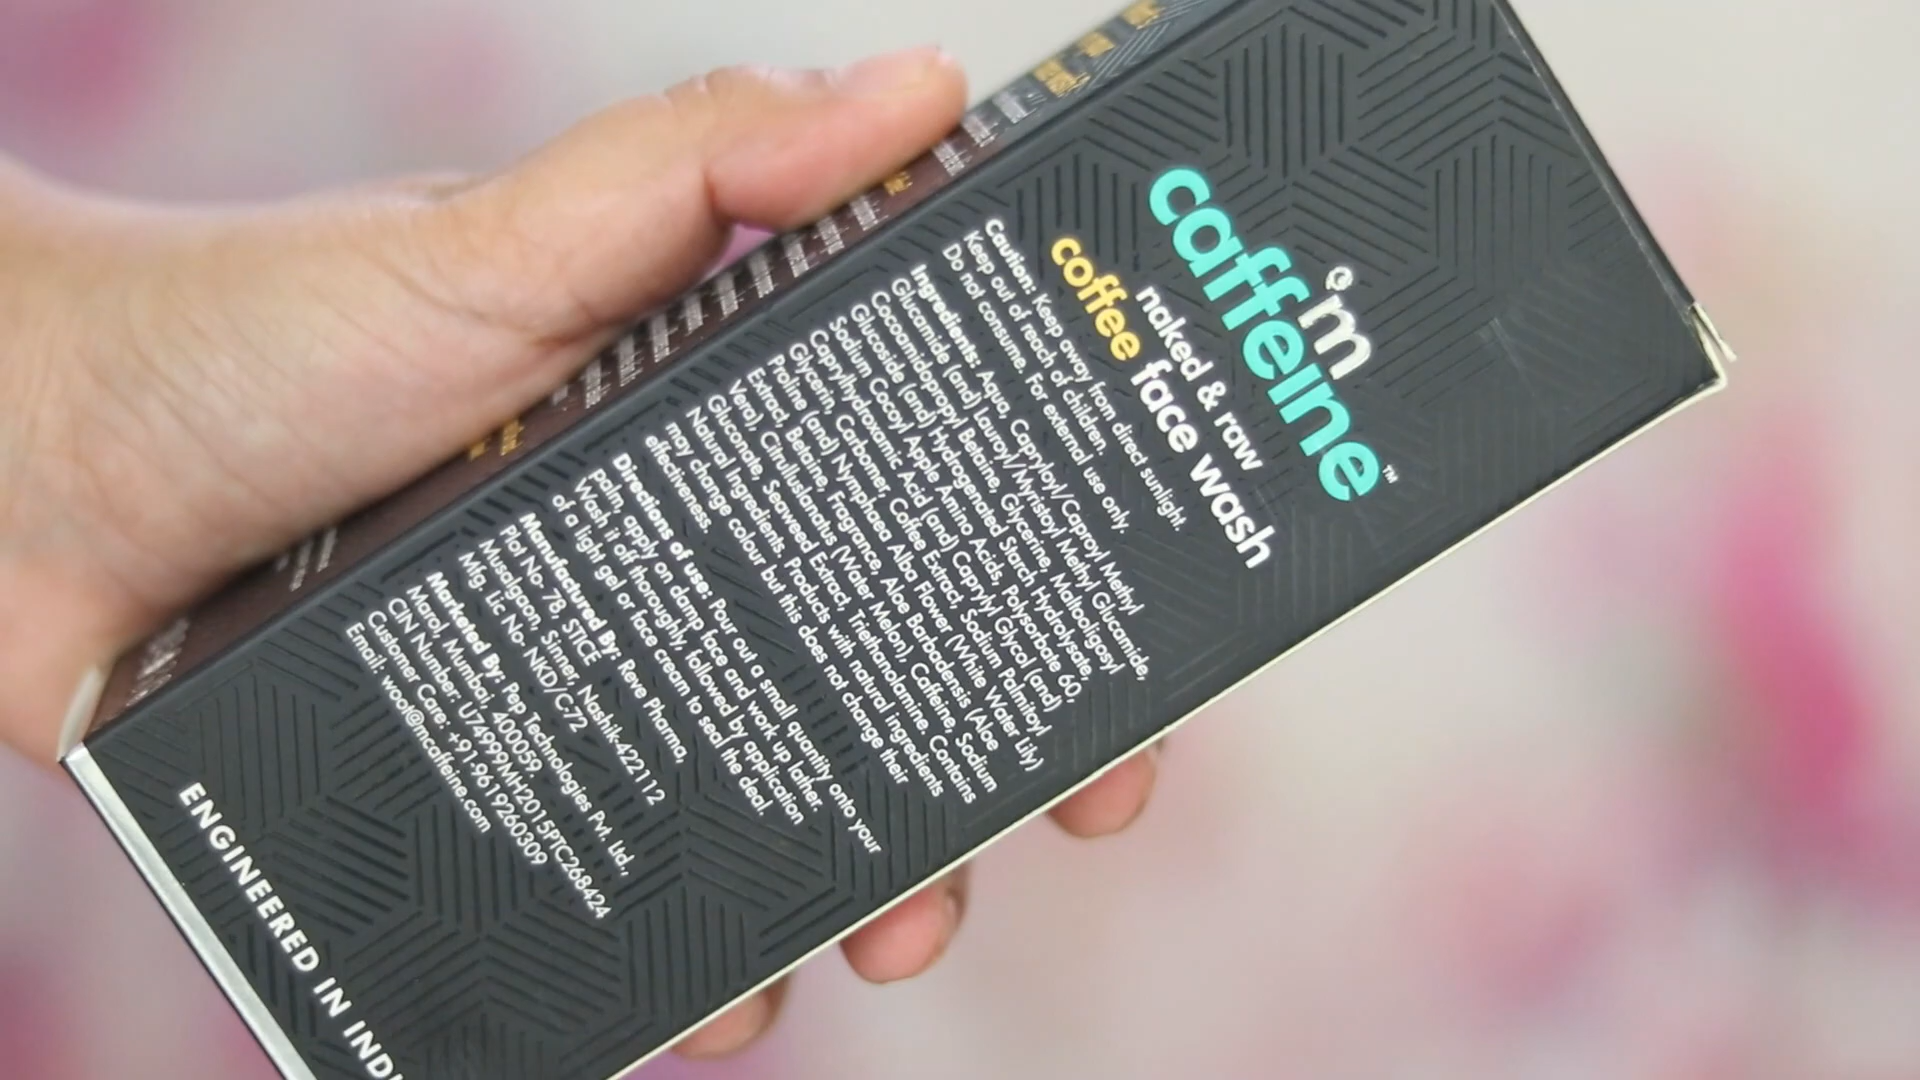 m
caffeine™
naked & raw
coffee face wash
Caution: Keep away from direct sunlight.
Keep out of reach of children.
Do not consume. For external use only.
Ingredients: Aqua, Capryloyl/Caproyl Methyl
Glucamide (and) Lauroyl/Myristoyl Methyl Glucamide,
Cocoamidopropyl Betaine, Glycerine, Maltooligosyl
Glucoside (and) Hydrogenated Starch Hydrolysate,
Sodium Cocoyl Apple Amino Acids, Polysorbate 60,
Caprylhydroxamic Acid (and) Caprylyl Glycol (and)
Glycerin, Carbomer, Coffee Extract, Sodium Palmitoyl
Proline (and) Nymphaea Alba Flower (White Water Lily)
Extract, Betaine, Fragrance, Aloe Barbadensis (Aloe
Vera), Citrulluslanatus (Water Melon), Caffeine, Sodium
Gluconate, Seaweed Extract, Triethanolamine. Contains
Natural Ingredients. Products with natural ingredients
may change colour but this does not change their
effectiveness.
Directions of use: Pour out a small quantity onto your
palm, apply on damp face and work up lather.
Wash it off thoroughly, followed by application
of a light gel or face cream to seal the deal.
Manufactured By: Reve Pharma,
Plot No- 78, STICE
Musalgaon, Sinner, Nashik-422112
Mfg. Lic No- NKD/C-72
Marketed By: Pep Technologies Pvt. Ltd.,
Marol, Mumbai, 400059.
CIN Number: U74999MH2015PTC268424
Customer Care: +91-9619260309
Email: woot@mcaffeine.com
ENGINEERED IN INDI